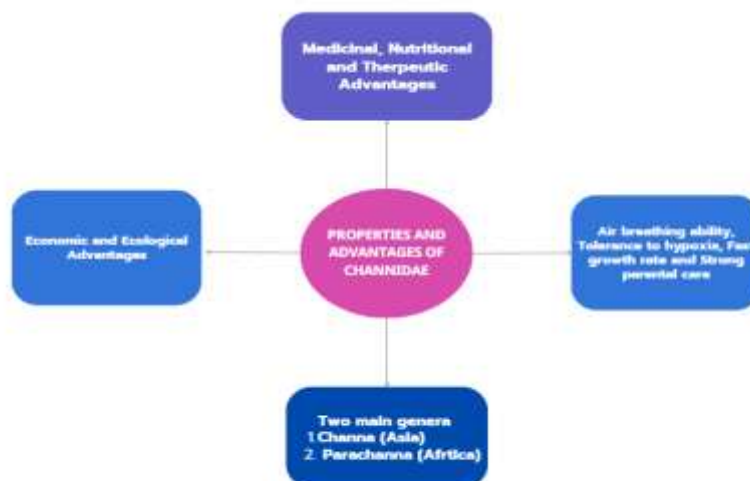 Medicinal, Nutritional
and Therpeutic
Advantages
Economic and Ecological
Advantages
PROPERTIES AND
ADVANTAGES OF
CHANNIDAE
Air breathing ability,
Tolerance to hypoxia, Fas
growth rate and Strong
parental care
Two main genera
1. Channa (Asia)
2. Parachanna (Afrtica)